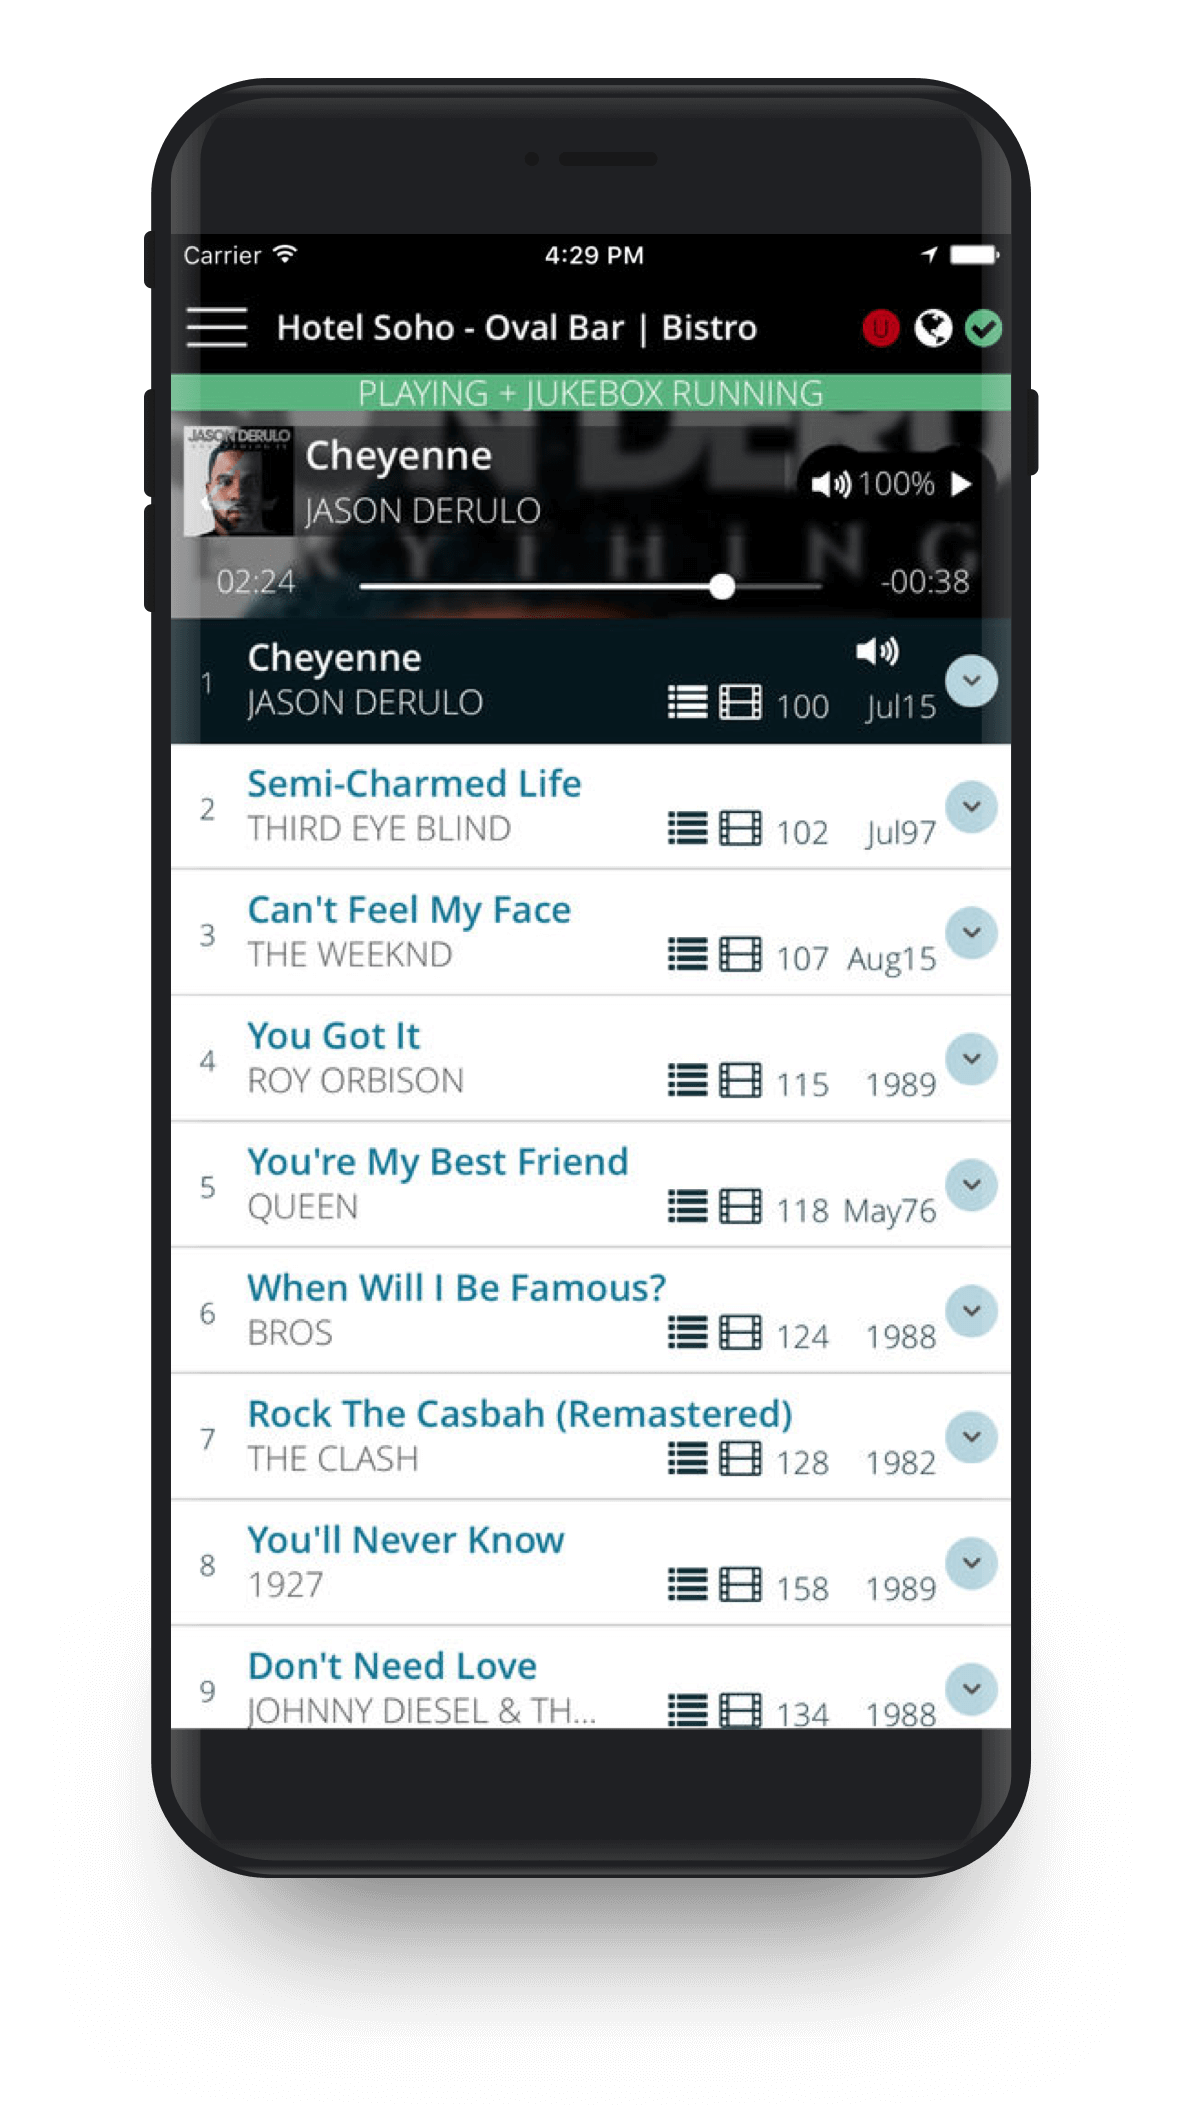 Carrier 4:29 PM
Hotel Soho - Oval Bar | Bistro
U
PLAYING + JUKEBOX RUNNING
JASON DERULO
Cheyenne
100%
JASON DERULO
ERYTHING
02:24 -00:38
1 Cheyenne
JASON DERULO 100 Jul15
2 Semi-Charmed Life
THIRD EYE BLIND 102 Jul97
3 Can't Feel My Face
THE WEEKND 107 Aug15
4 You Got It
ROY ORBISON 115 1989
5 You're My Best Friend
QUEEN 118 May76
6 When Will I Be Famous?
BROS 124 1988
7 Rock The Casbah (Remastered)
THE CLASH 128 1982
8 You'll Never Know
1927 158 1989
9 Don't Need Love
JOHNNY DIESEL & TH... 134 1988